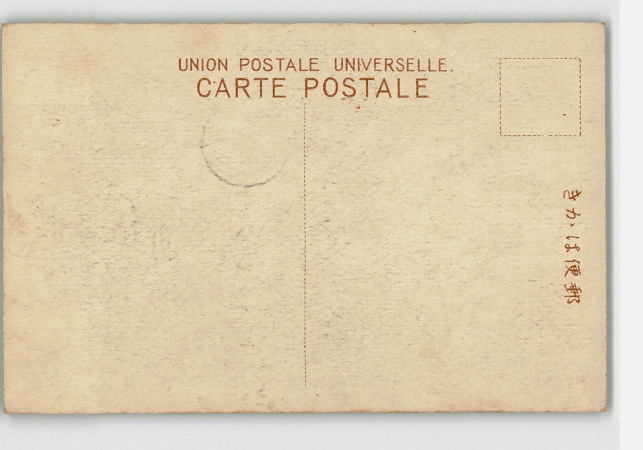 UNION POSTALE UNIVERSELLE.
CARTE POSTALE
きかは便郵